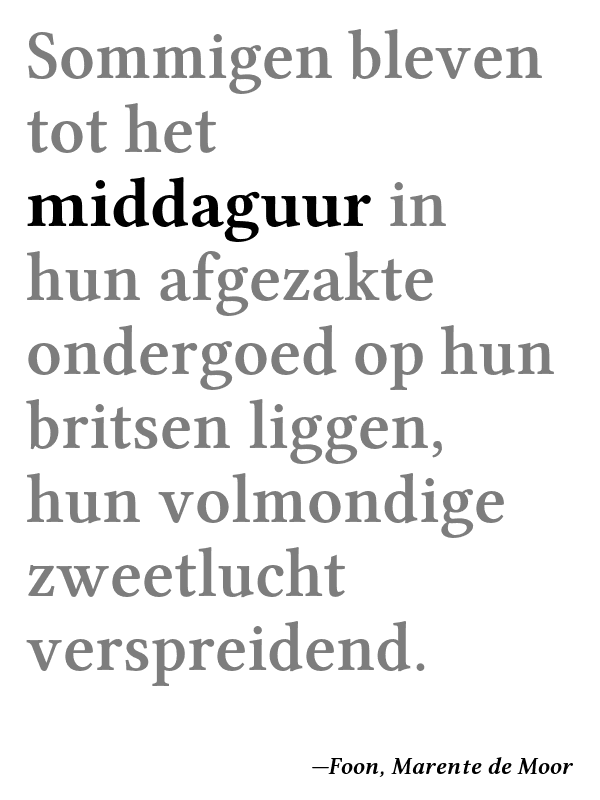 Sommigen bleven
tot het
middaguur in
hun afgezakte
ondergoed op hun
britsen liggen,
hun volmondige
zweetlucht
verspreidend.
—Foon, Marente de Moor